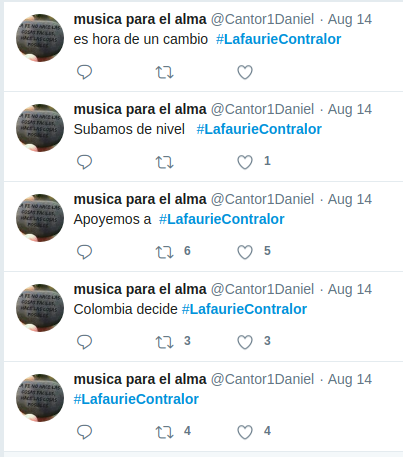 musica para el alma @Cantor1Daniel · Aug 14
es hora de un cambio #LafaurieContralor
musica para el alma @Cantor1Daniel · Aug 14
Subamos de nivel #LafaurieContralor
1
musica para el alma @Cantor1Daniel · Aug 14
Apoyemos a #LafaurieContralor
6 5
musica para el alma @Cantor1Daniel · Aug 14
Colombia decide #LafaurieContralor
3 3
musica para el alma @Cantor1Daniel · Aug 14
#LafaurieContralor
4 4